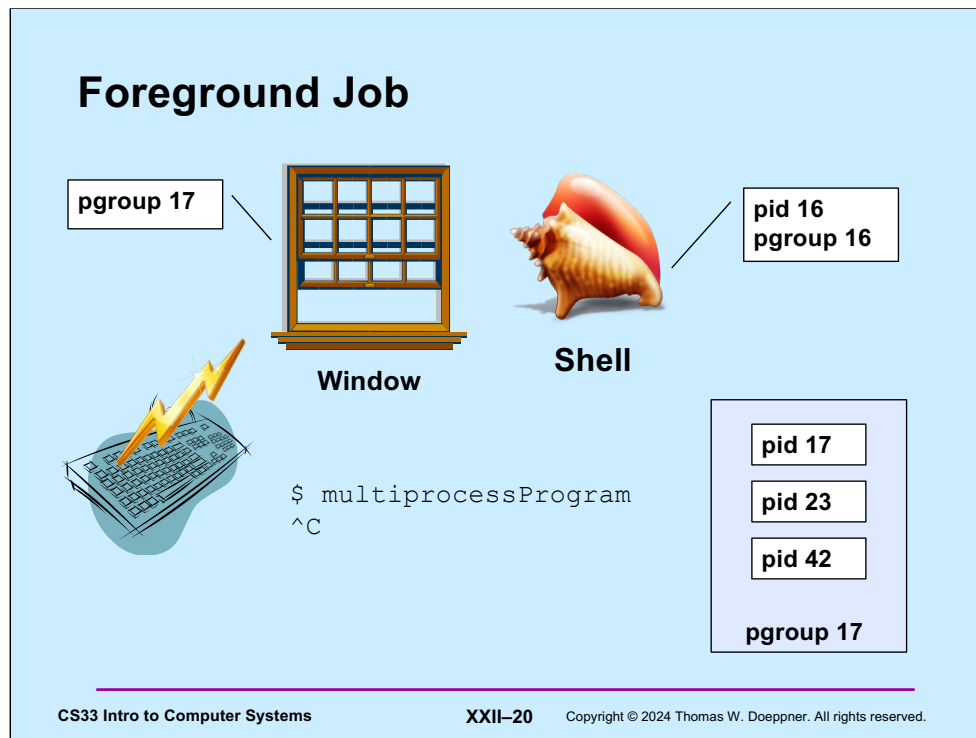 Foreground Job
pgroup 17
pid 16
pgroup 16
Window
Shell
$ multiprocessProgram
^C
pid 17
pid 23
pid 42
pgroup 17
CS33 Intro to Computer Systems
XXII–20
Copyright © 2024 Thomas W. Doeppner. All rights reserved.